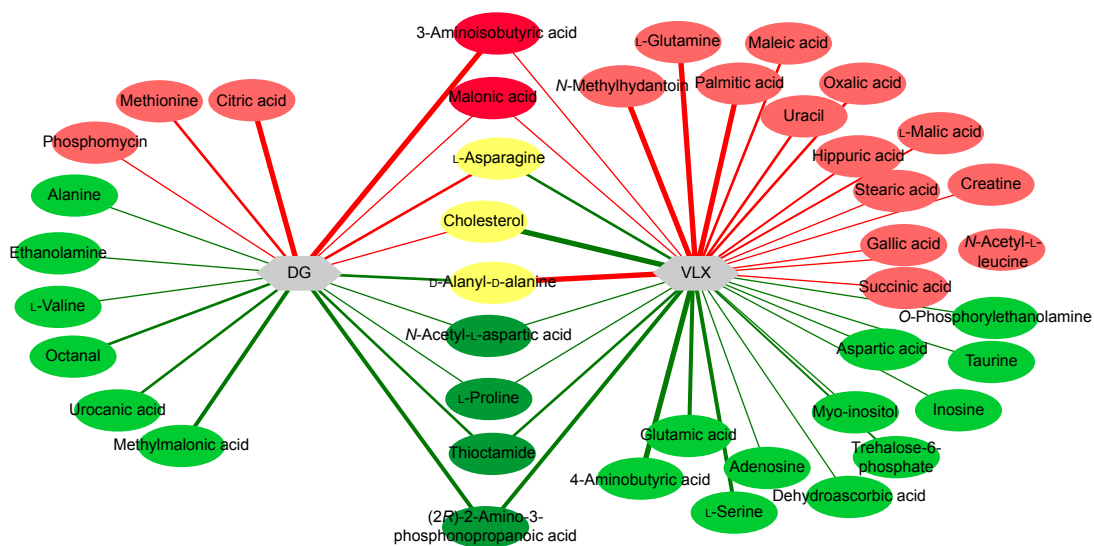 3-Aminoisobutyric acid
Malonic acid
L-Asparagine
Cholesterol
D-Alanyl-D-alanine
N-Acetyl-L-aspartic acid
L-Proline
Thioctamide
(2R)-2-Amino-3-
phosphonopropanoic acid
Citric acid
Methionine
Phosphomycin
Alanine
Ethanolamine
L-Valine
Octanal
Urocanic acid
Methylmalonic acid
DG
VLX
L-Glutamine
N-Methylhydantoin
Palmitic acid
Maleic acid
Uracil
Oxalic acid
Hippuric acid
L-Malic acid
Stearic acid
Creatine
Gallic acid
N-Acetyl-L-
leucine
Succinic acid
O-Phosphorylethanolamine
Aspartic acid
Taurine
Inosine
Myo-inositol
Trehalose-6-
phosphate
Dehydroascorbic acid
Adenosine
Glutamic acid
L-Serine
4-Aminobutyric acid